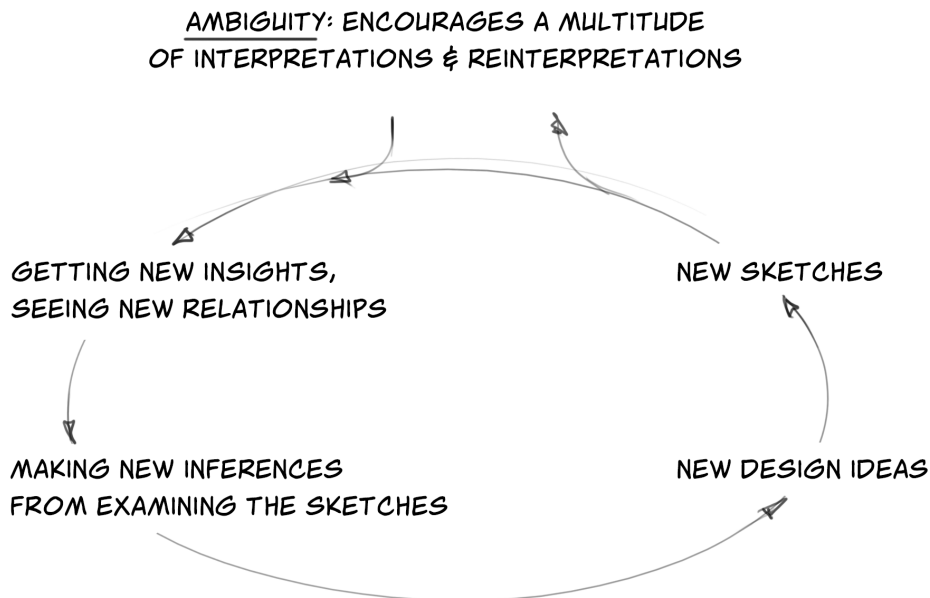 AMBIGUITY: ENCOURAGES A MULTITUDE
OF INTERPRETATIONS & REINTERPRETATIONS
GETTING NEW INSIGHTS,
SEEING NEW RELATIONSHIPS
NEW SKETCHES
MAKING NEW INFERENCES
FROM EXAMINING THE SKETCHES
NEW DESIGN IDEAS